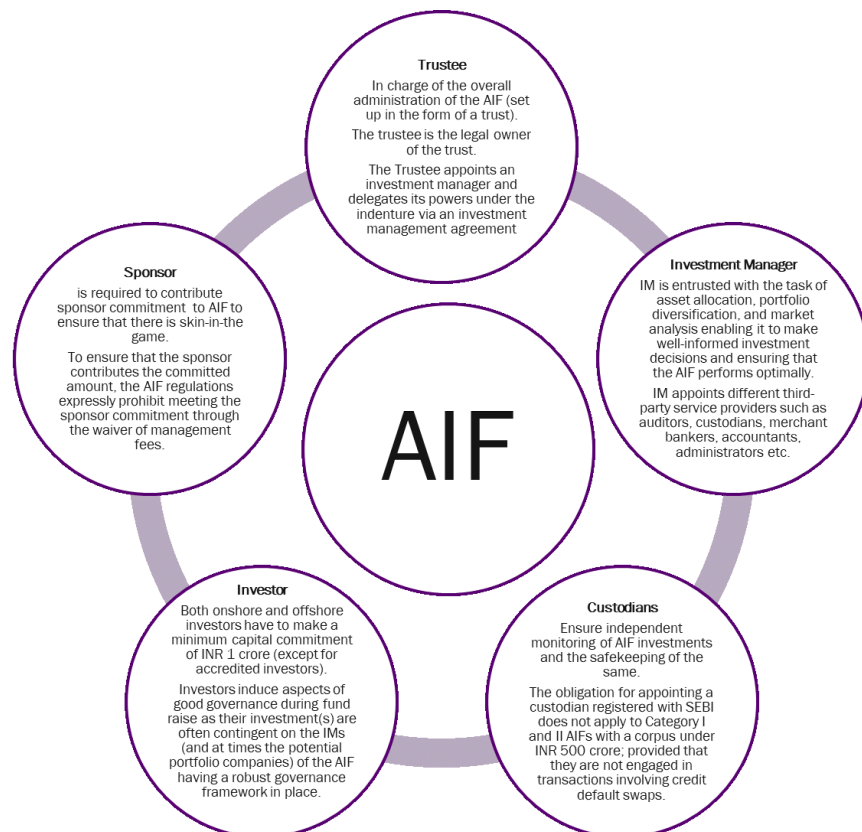 Trustee
In charge of the overall
administration of the AIF (set
up in the form of a trust).
The trustee is the legal owner
of the trust.
The Trustee appoints an
investment manager and
delegates its powers under the
indenture via an investment
management agreement
Sponsor
is required to contribute
sponsor commitment to AIF to
ensure that there is skin-in-the
game.
To ensure that the sponsor
contributes the committed
amount, the AIF regulations
expressly prohibit meeting the
sponsor commitment through
the waiver of management
fees.
Investment Manager
IM is entrusted with the task of
asset allocation, portfolio
diversification, and market
analysis enabling it to make
well-informed investment
decisions and ensuring that
the AIF performs optimally.
IM appoints different third-
party service providers such as
auditors, custodians, merchant
bankers, accountants,
administrators etc.
AIF
Investor
Both onshore and offshore
investors have to make a
minimum capital commitment
of INR 1 crore (except for
accredited investors).
Investors induce aspects of
good governance during fund
raise as their investment(s) are
often contingent on the IMs
(and at times the potential
portfolio companies) of the AIF
having a robust governance
framework in place.
Custodians
Ensure independent
monitoring of AIF investments
and the safekeeping of the
same.
The obligation for appointing a
custodian registered with SEBI
does not apply to Category I
and II AIFs with a corpus under
INR 500 crore; provided that
they are not engaged in
transactions involving credit
default swaps.